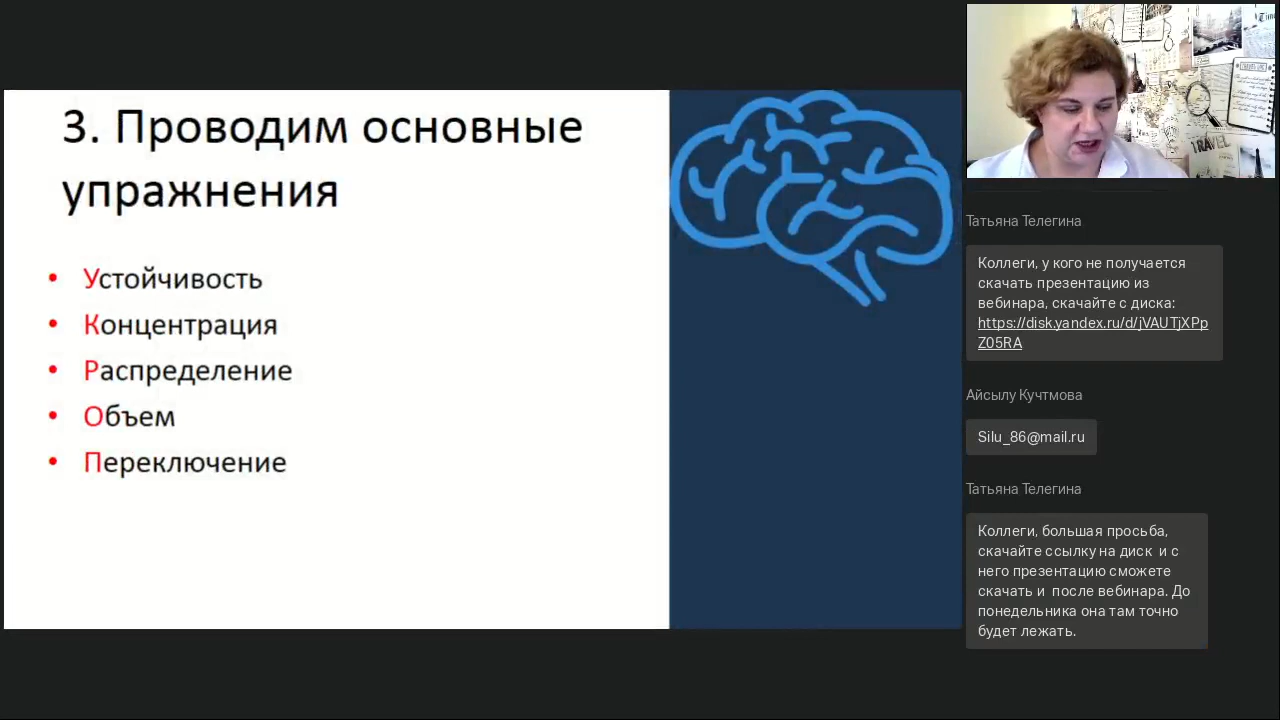 3. Проводим основные
упражнения
• Устойчивость
• Концентрация
• Распределение
• Объем
• Переключение
TRAVEL
Татьяна Телегина
Коллеги, у кого не получается
скачать презентацию из
вебинара, скачайте с диска:
https://disk.yandex.ru/d/jVAUTjXPp
Z05RA
Айсылу Кучтмова
Silu_86@mail.ru
Татьяна Телегина
Коллеги, большая просьба,
скачайте ссылку на диск и с
него презентацию сможете
скачать и после вебинара. До
понедельника она там точно
будет лежать.